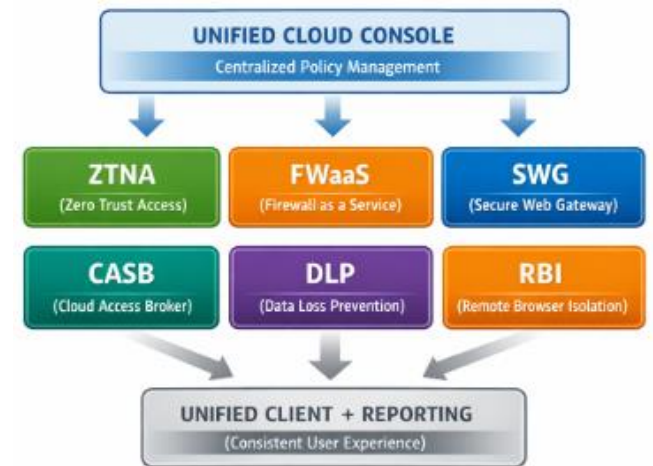 UNIFIED CLOUD CONSOLE
Centralized Policy Management
ZTNA
(Zero Trust Access)
FWaaS
(Firewall as a Service)
SWG
(Secure Web Gateway)
CASB
(Cloud Access Broker)
DLP
(Data Loss Prevention)
RBI
(Remote Browser Isolation)
UNIFIED CLIENT + REPORTING
(Consistent User Experience)